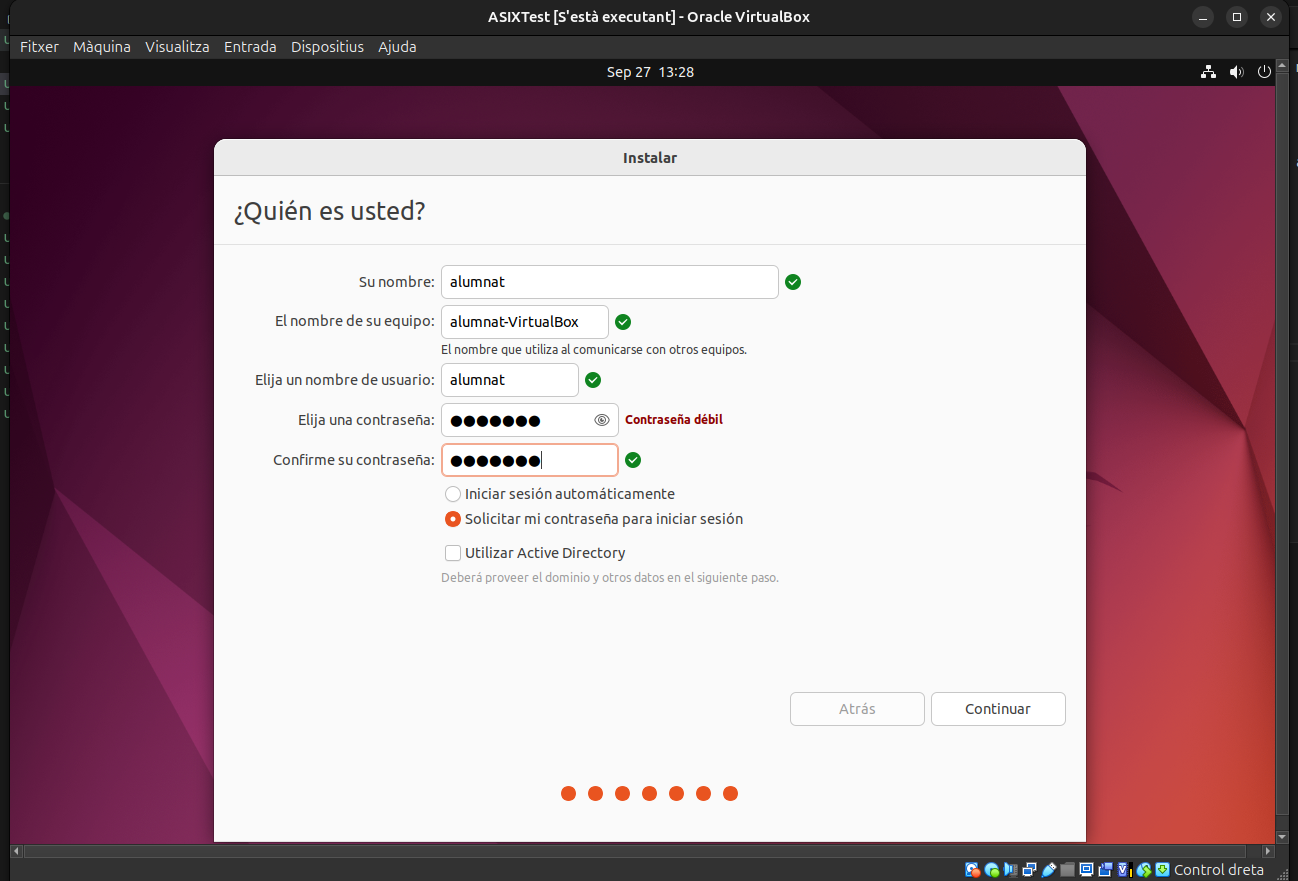 ASIXTest [S'està executant] - Oracle VirtualBox
Fitxer Màquina Visualitza Entrada Dispositius Ajuda
Sep 27 13:28
Instalar
¿Quién es usted?
Su nombre: alumnat
El nombre de su equipo: alumnat-VirtualBox
El nombre que utiliza al comunicarse con otros equipos.
Elija un nombre de usuario: alumnat
Elija una contraseña: ●●●●●●● Contraseña débil
Confirme su contraseña: ●●●●●●●
Iniciar sesión automáticamente
Solicitar mi contraseña para iniciar sesión
Utilizar Active Directory
Deberá proveer el dominio y otros datos en el siguiente paso.
Atrás Continuar
Control dreta